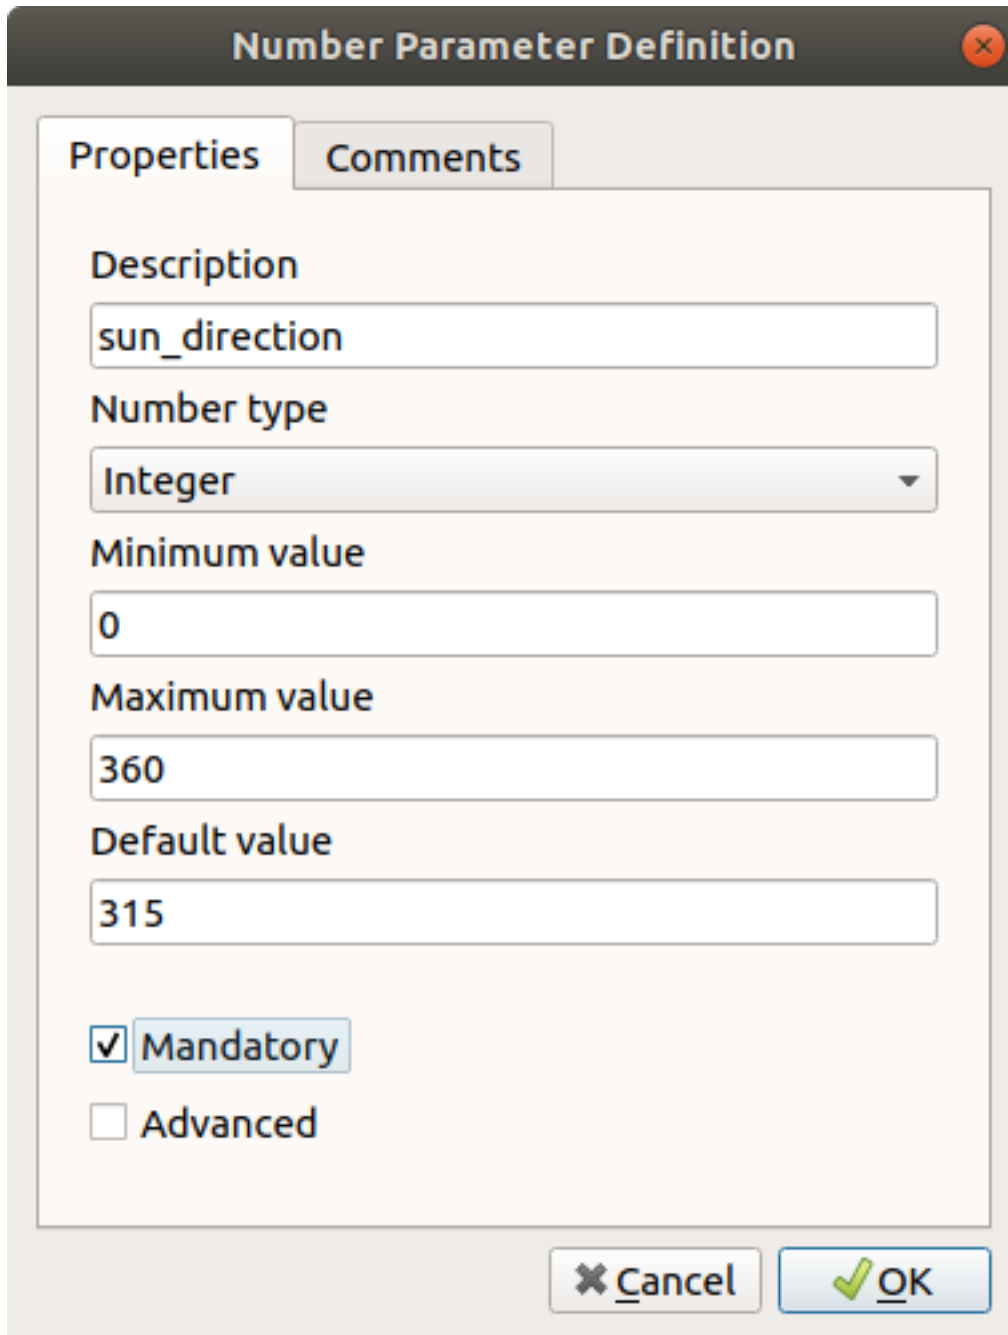 Number Parameter Definition
Properties
Comments
Description
sun_direction
Number type
Integer
Minimum value
0
Maximum value
360
Default value
315
Mandatory
Advanced
Cancel
OK